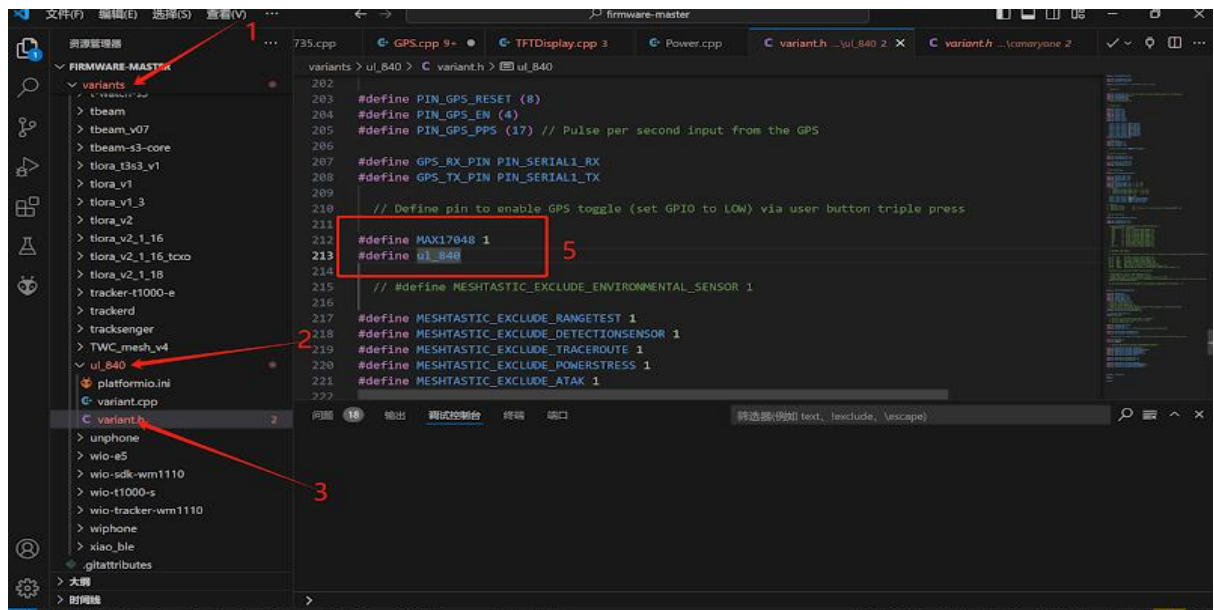 文件(F) 编辑(E) 选择(S) 查看(V) ··· firmware-master
1
资源管理器 ···
735.cpp GPS.cpp 9+ TFTDisplay.cpp 3 Power.cpp variant.h ...\ul_840 2 variant.h ...\canaryone 2
FIRMWARE-MASTER
variants > ul_840 > C variant.h > ul_840
variants
t-watch-s3
tbeam
tbeam_v07
tbeam-s3-core
tlora_t3s3_v1
tlora_v1
tlora_v1_3
tlora_v2
tlora_v2_1_16
tlora_v2_1_16_tcxo
tlora_v2_1_18
tracker-t1000-e
trackerd
tracksenger
TWC_mesh_v4
ul_840
platformio.ini
variant.cpp
variant.h 2
unphone
wio-e5
wio-sdk-wm1110
wio-t1000-s
wio-tracker-wm1110
wiphone
xiao_ble
.gitattributes
大纲
时间线
2
3
202
203 #define PIN_GPS_RESET (8)
204 #define PIN_GPS_EN (4)
205 #define PIN_GPS_PPS (17) // Pulse per second input from the GPS
206
207 #define GPS_RX_PIN PIN_SERIAL1_RX
208 #define GPS_TX_PIN PIN_SERIAL1_TX
209
210 // Define pin to enable GPS toggle (set GPIO to LOW) via user button triple press
211
212 #define MAX17048 1
213 #define ul_840
5
214
215 // #define MESHTASTIC_EXCLUDE_ENVIRONMENTAL_SENSOR 1
216
217 #define MESHTASTIC_EXCLUDE_RANGETEST 1
218 #define MESHTASTIC_EXCLUDE_DETECTIONSENSOR 1
219 #define MESHTASTIC_EXCLUDE_TRACEROUTE 1
220 #define MESHTASTIC_EXCLUDE_POWERSTRESS 1
221 #define MESHTASTIC_EXCLUDE_ATAK 1
222
问题 18 输出 调试控制台 终端 端口 筛选器(例如 text、!exclude、\escape)
>